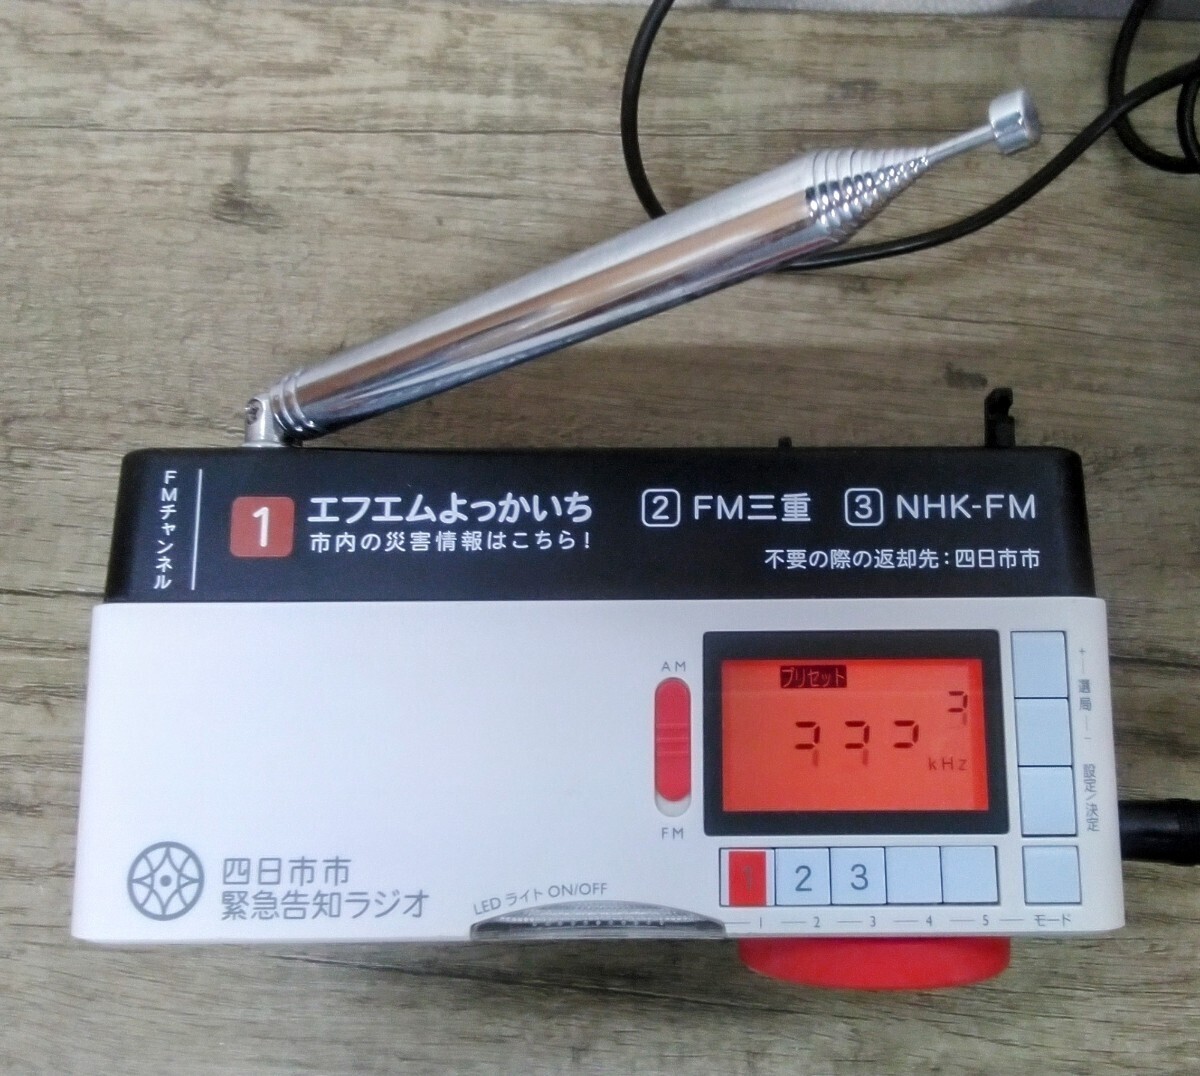 FMチャンネル
1 エフエムよっかいち
市内の災害情報はこちら！
2 FM三重 3 NHK-FM
不要の際の返却先：四日市市
AM
FM
プリセット
kHz
＋ー 選局 ー－
設定/決定
1 2 3
1 2 3 4 5 モード
LEDライト ON/OFF
四日市市
緊急告知ラジオ